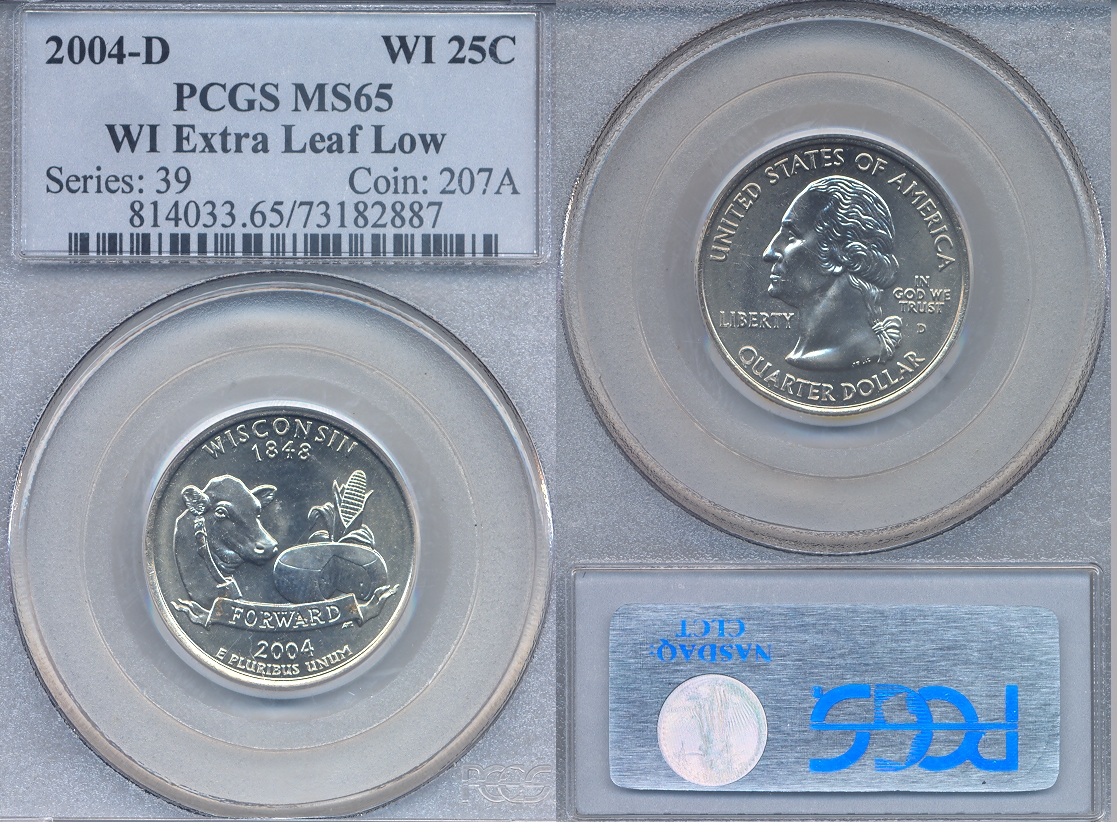 2004-D WI 25C
PCGS MS65
WI Extra Leaf Low
Series: 39 Coin: 207A
814033.65/73182887
WISCONSIN
1848
FORWARD
2004
E PLURIBUS UNUM
PCGS
UNITED STATES OF AMERICA
IN
GOD WE
TRUST
LIBERTY
D
QUARTER DOLLAR
NASDAQ:
CLCT
PCGS